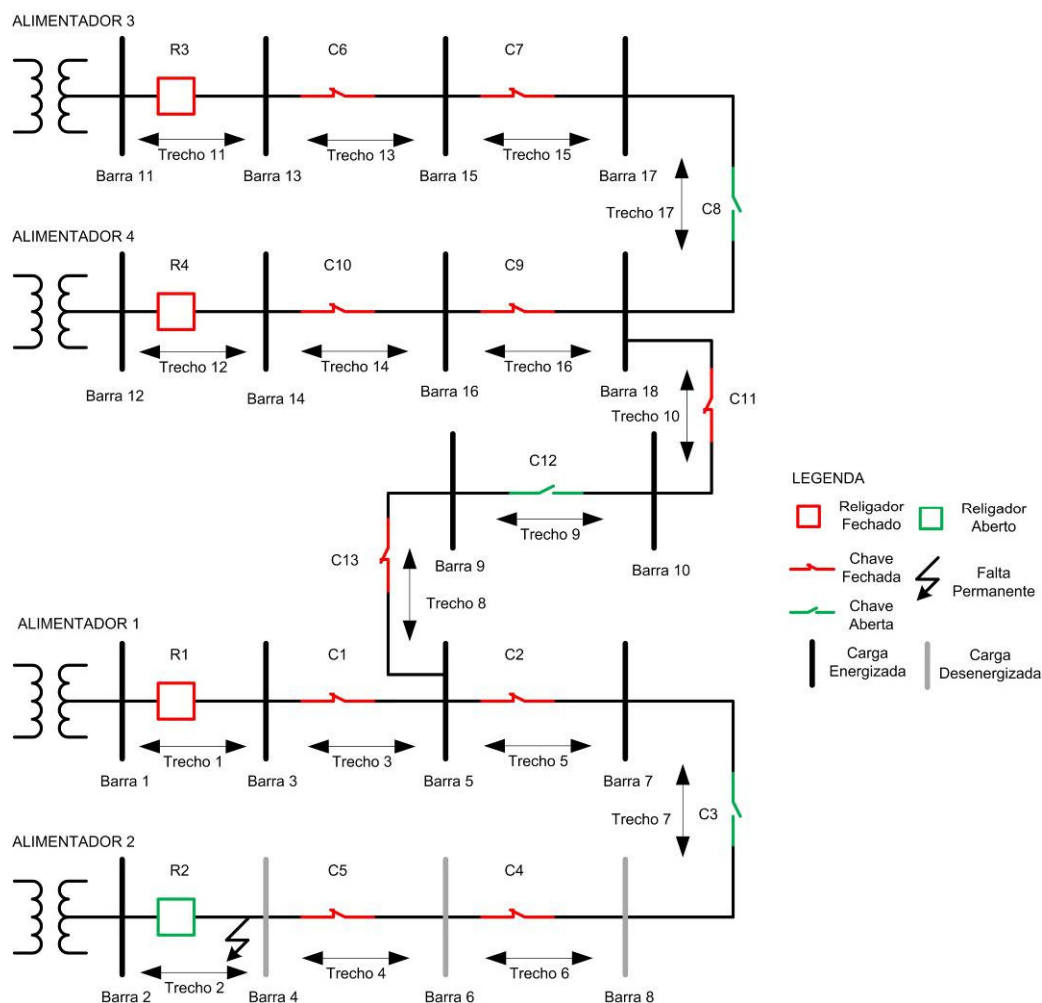 ALIMENTADOR 3
R3
C6
C7
Trecho 11
Trecho 13
Trecho 15
Barra 11
Barra 13
Barra 15
Barra 17
Trecho 17
C8
ALIMENTADOR 4
R4
C10
C9
Trecho 12
Trecho 14
Trecho 16
Barra 12
Barra 14
Barra 16
Barra 18
Trecho 10
C11
C12
Trecho 9
Barra 9
Barra 10
C13
Trecho 8
LEGENDA
Religador
Fechado
Religador
Aberto
Chave
Fechada
Falta
Permanente
Chave
Aberta
Carga
Energizada
Carga
Desenergizada
ALIMENTADOR 1
R1
C1
C2
Trecho 1
Trecho 3
Trecho 5
Barra 1
Barra 3
Barra 5
Barra 7
Trecho 7
C3
ALIMENTADOR 2
R2
C5
C4
Trecho 2
Trecho 4
Trecho 6
Barra 2
Barra 4
Barra 6
Barra 8